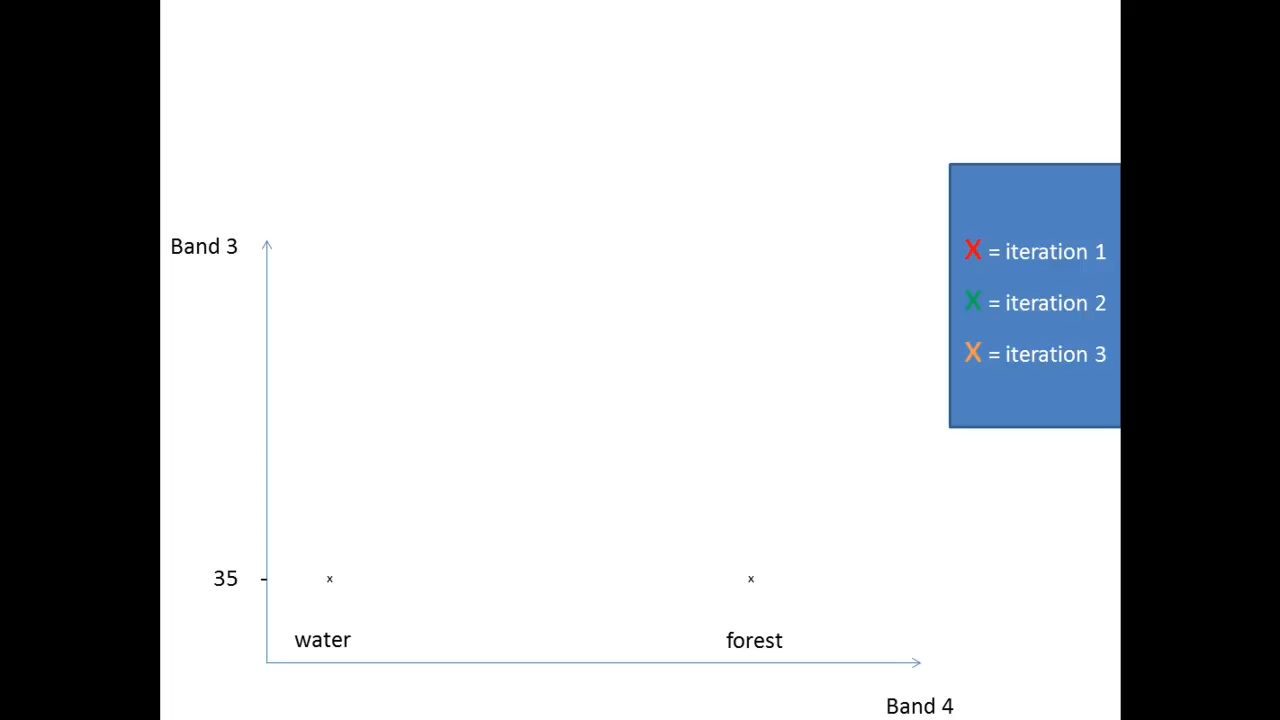 Band 3
X = iteration 1
X = iteration 2
X = iteration 3
35
x
x
water
forest
Band 4